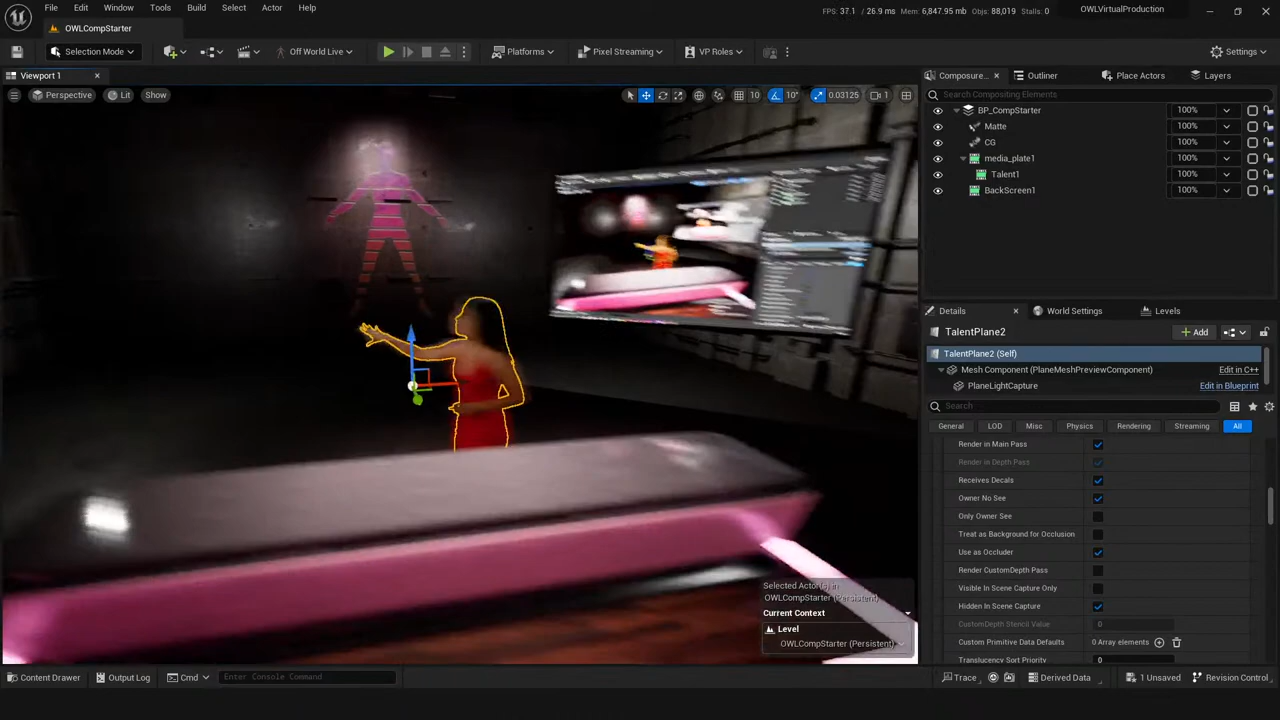 File Edit Window Tools Build Select Actor Help
FPS: 37.1 / 26.9 ms Mem: 6,847.95 mb Objs: 88,019 Stalls: 0
OWLVirtualProduction
OWLCompStarter
Selection Mode
Off World Live
Platforms
Pixel Streaming
VP Roles
Settings
Viewport 1
Perspective Lit Show
10 10° 0.03125 1
Composure... Outliner Place Actors Layers
Search Compositing Elements
BP_CompStarter 100%
Matte 100%
CG 100%
media_plate1 100%
Talent1 100%
BackScreen1 100%
Details World Settings Levels
TalentPlane2
Add
TalentPlane2 (Self)
Mesh Component (PlaneMeshPreviewComponent) Edit in C++
PlaneLightCapture Edit in Blueprint
Search
General LOD Misc Physics Rendering Streaming All
Render in Main Pass
Render in Depth Pass
Receives Decals
Owner No See
Only Owner See
Treat as Background for Occlusion
Use as Occluder
Render CustomDepth Pass
Visible In Scene Capture Only
Hidden In Scene Capture
CustomDepth Stencil Value 0
Custom Primitive Data Defaults 0 Array elements
Translucency Sort Priority 0
Selected Actor(s) in
OWLCompStarter (Persistent)
Current Context
Level
OWLCompStarter (Persistent)
Content Drawer Output Log Cmd Enter Console Command
Trace Derived Data 1 Unsaved Revision Control